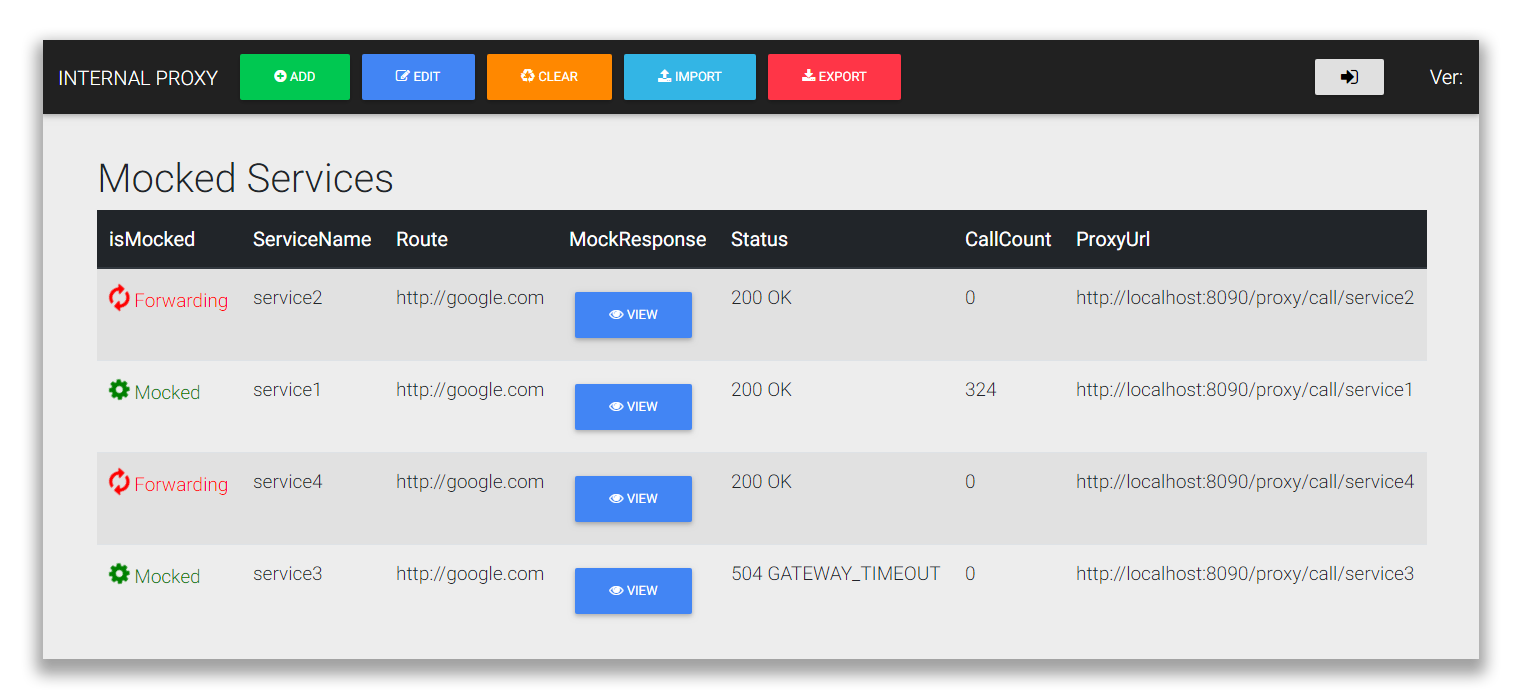 INTERNAL PROXY ADD EDIT CLEAR IMPORT EXPORT Ver:
Mocked Services
isMocked ServiceName Route MockResponse Status CallCount ProxyUrl
Forwarding service2 http://google.com VIEW 200 OK 0 http://localhost:8090/proxy/call/service2
Mocked service1 http://google.com VIEW 200 OK 324 http://localhost:8090/proxy/call/service1
Forwarding service4 http://google.com VIEW 200 OK 0 http://localhost:8090/proxy/call/service4
Mocked service3 http://google.com VIEW 504 GATEWAY_TIMEOUT 0 http://localhost:8090/proxy/call/service3